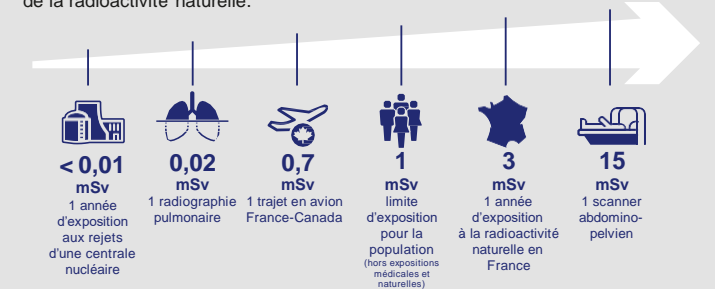 de la radioactivité naturelle.
< 0,01
mSv
1 année
d'exposition
aux rejets
d'une centrale
nucléaire
0,02
mSv
1 radiographie
pulmonaire
0,7
mSv
1 trajet en avion
France-Canada
1
mSv
limite
d'exposition
pour la
population
(hors expositions
médicales et
naturelles)
3
mSv
1 année
d'exposition
à la radioactivité
naturelle en
France
15
mSv
1 scanner
abdomino-
pelvien